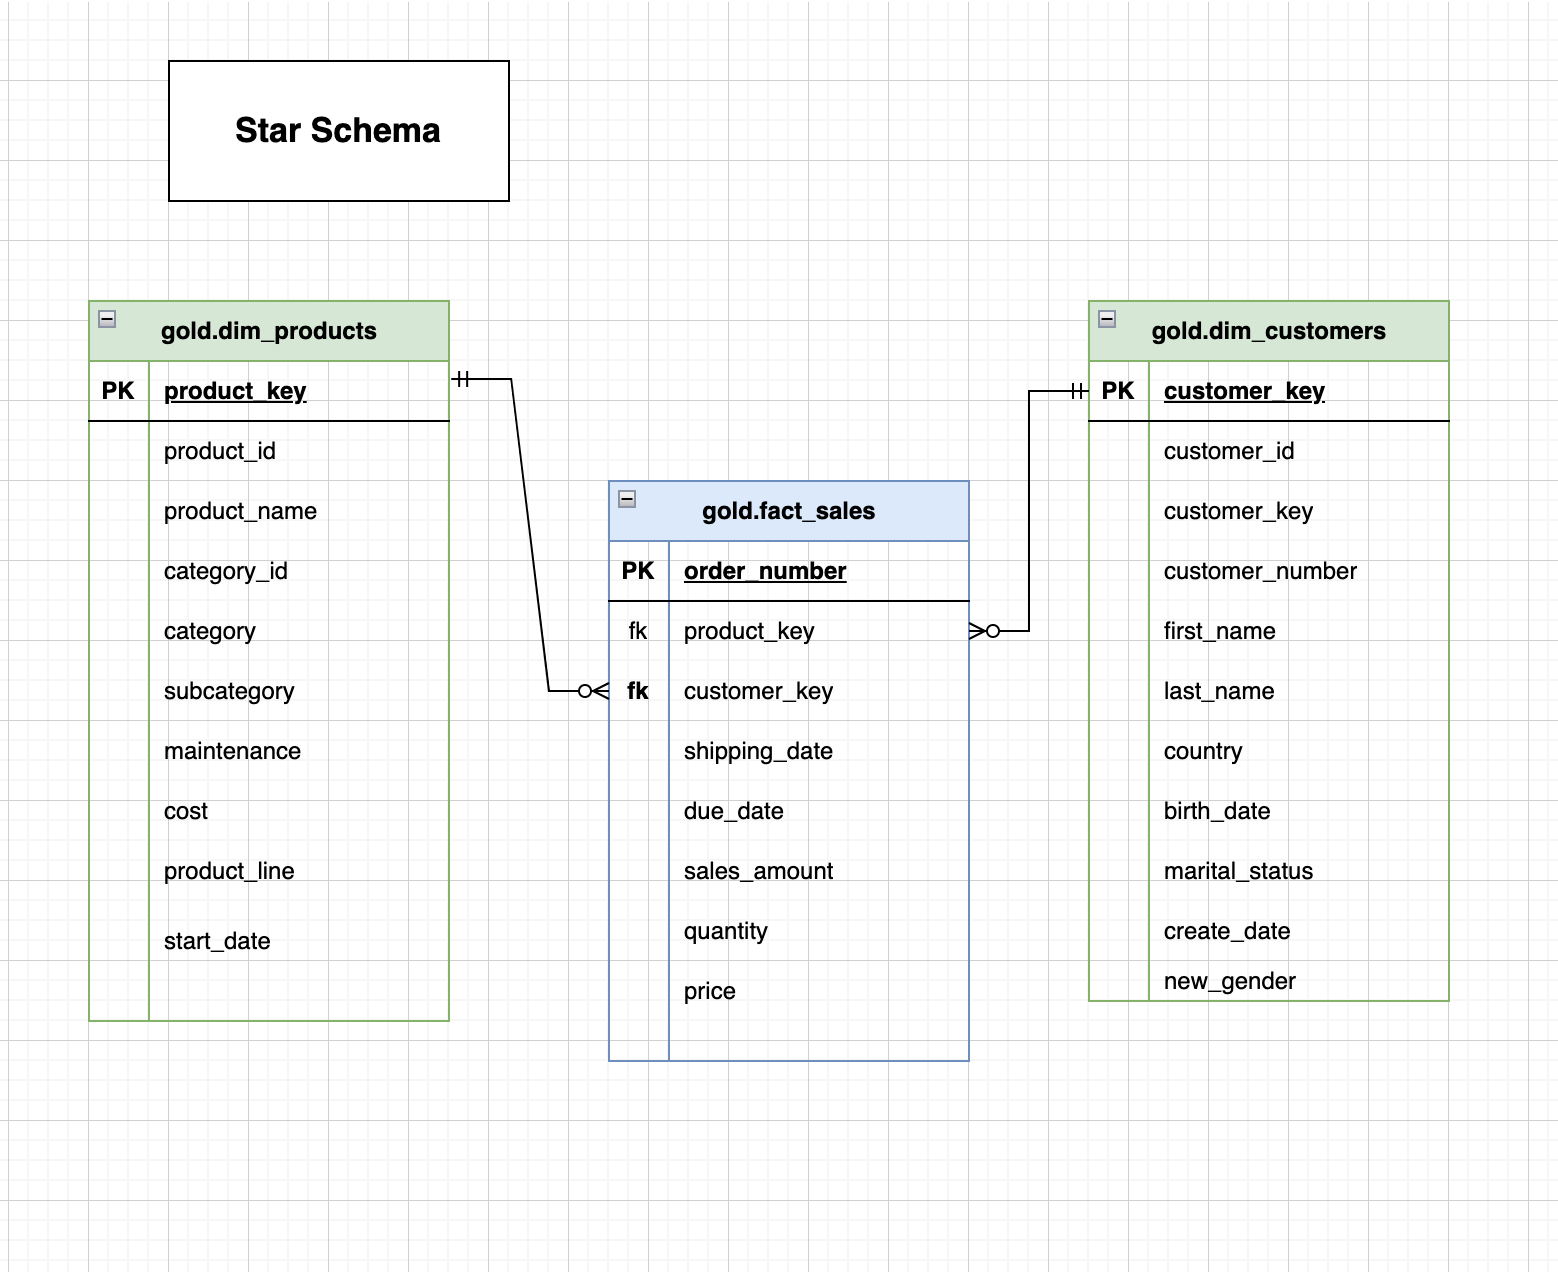 Star Schema
gold.dim_products
PK product_key
product_id
product_name
category_id
category
subcategory
maintenance
cost
product_line
start_date
gold.fact_sales
PK order_number
fk product_key
fk customer_key
shipping_date
due_date
sales_amount
quantity
price
gold.dim_customers
PK customer_key
customer_id
customer_key
customer_number
first_name
last_name
country
birth_date
marital_status
create_date
new_gender